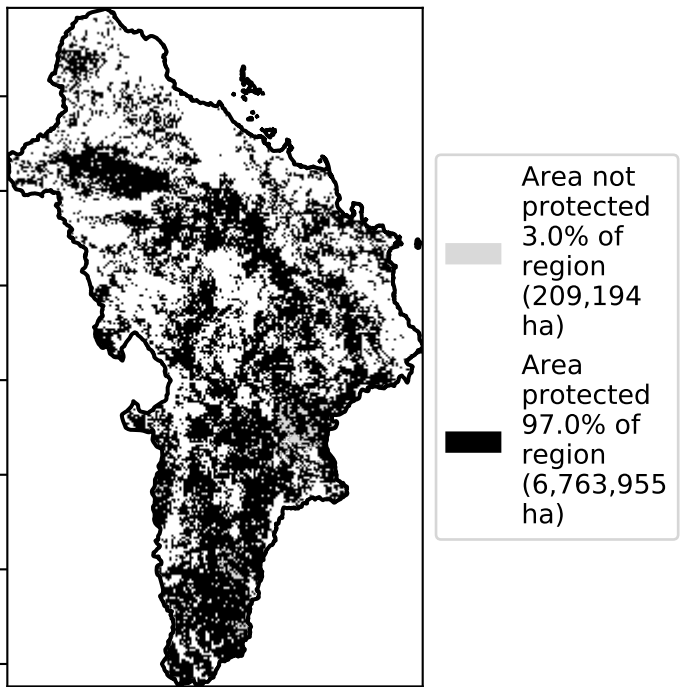 Area not
protected
3.0% of
region
(209,194
ha)
Area
protected
97.0% of
region
(6,763,955
ha)